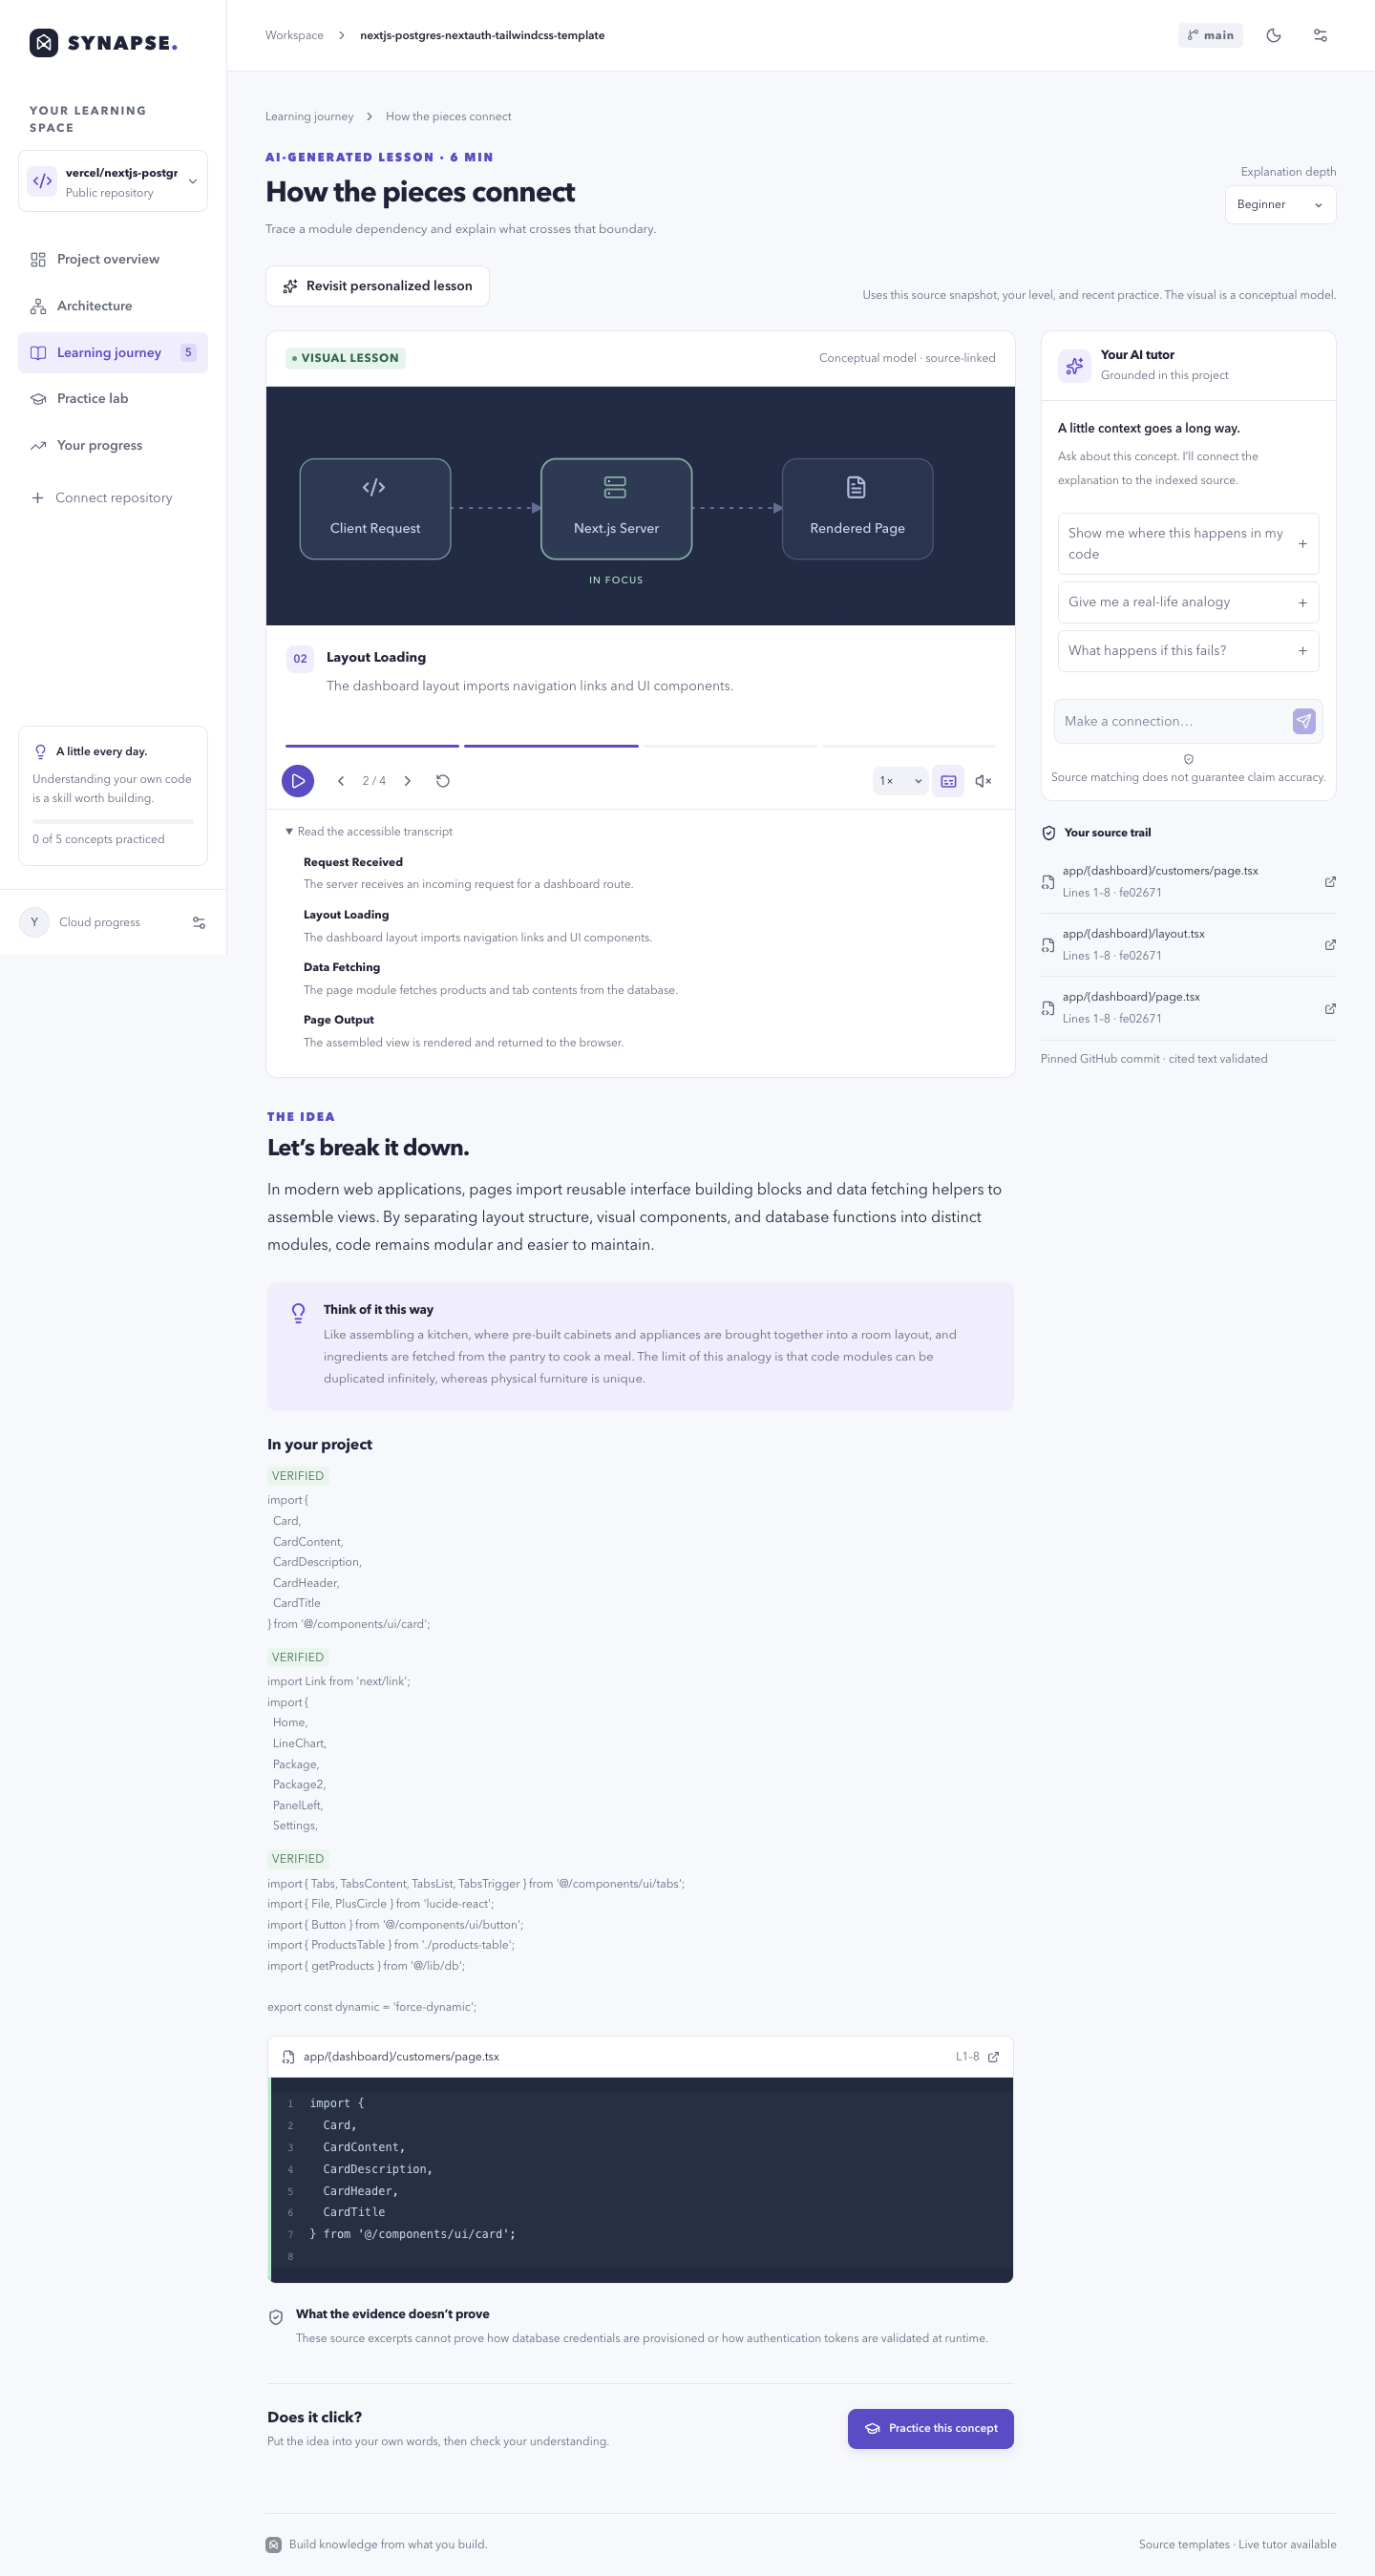 SYNAPSE.
YOUR LEARNING
SPACE
vercel/nextjs-postgr
Public repository
Project overview
Architecture
Learning journey 5
Practice lab
Your progress
Connect repository
A little every day.
Understanding your own code
is a skill worth building.
0 of 5 concepts practiced
Y Cloud progress
Workspace nextjs-postgres-nextauth-tailwindcss-template
main
Learning journey How the pieces connect
AI-GENERATED LESSON · 6 MIN
How the pieces connect
Trace a module dependency and explain what crosses that boundary.
Explanation depth
Beginner
Revisit personalized lesson
Uses this source snapshot, your level, and recent practice. The visual is a conceptual model.
VISUAL LESSON
Conceptual model · source-linked
Client Request
Next.js Server
Rendered Page
IN FOCUS
02 Layout Loading
The dashboard layout imports navigation links and UI components.
2 / 4
1×
Read the accessible transcript
Request Received
The server receives an incoming request for a dashboard route.
Layout Loading
The dashboard layout imports navigation links and UI components.
Data Fetching
The page module fetches products and tab contents from the database.
Page Output
The assembled view is rendered and returned to the browser.
Your AI tutor
Grounded in this project
A little context goes a long way.
Ask about this concept. I'll connect the
explanation to the indexed source.
Show me where this happens in my
code
Give me a real-life analogy
What happens if this fails?
Make a connection…
Source matching does not guarantee claim accuracy.
Your source trail
app/(dashboard)/customers/page.tsx
Lines 1–8 · fe02671
app/(dashboard)/layout.tsx
Lines 1–8 · fe02671
app/(dashboard)/page.tsx
Lines 1–8 · fe02671
Pinned GitHub commit · cited text validated
THE IDEA
Let’s break it down.
In modern web applications, pages import reusable interface building blocks and data fetching helpers to
assemble views. By separating layout structure, visual components, and database functions into distinct
modules, code remains modular and easier to maintain.
Think of it this way
Like assembling a kitchen, where pre-built cabinets and appliances are brought together into a room layout, and
ingredients are fetched from the pantry to cook a meal. The limit of this analogy is that code modules can be
duplicated infinitely, whereas physical furniture is unique.
In your project
VERIFIED
import {
Card,
CardContent,
CardDescription,
CardHeader,
CardTitle
} from '@/components/ui/card';
VERIFIED
import Link from 'next/link';
import {
Home,
LineChart,
Package,
Package2,
PanelLeft,
Settings,
VERIFIED
import { Tabs, TabsContent, TabsList, TabsTrigger } from '@/components/ui/tabs';
import { File, PlusCircle } from 'lucide-react';
import { Button } from '@/components/ui/button';
import { ProductsTable } from './products-table';
import { getProducts } from '@/lib/db';
export const dynamic = 'force-dynamic';
app/(dashboard)/customers/page.tsx
L1–8
1 import {
2 Card,
3 CardContent,
4 CardDescription,
5 CardHeader,
6 CardTitle
7 } from '@/components/ui/card';
8
What the evidence doesn’t prove
These source excerpts cannot prove how database credentials are provisioned or how authentication tokens are validated at runtime.
Does it click?
Put the idea into your own words, then check your understanding.
Practice this concept
Build knowledge from what you build.
Source templates · Live tutor available